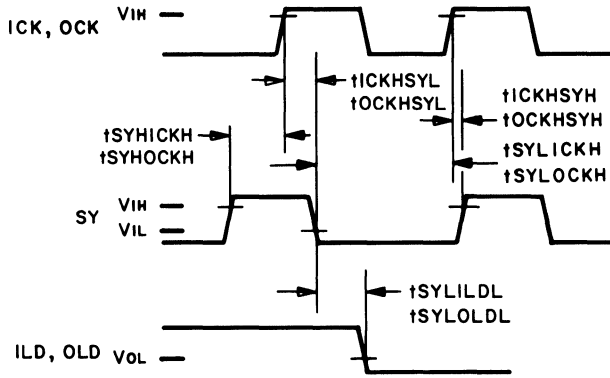 ICK, OCK VIH
tICKHSYL
tOCKHSYL
tICKHSYH
tOCKHSYH
tSYHICKH
tSYHOCKH
tSYLICKH
tSYLOCKH
SY VIH
VIL
tSYLILDL
tSYLOLDL
ILD, OLD VOL